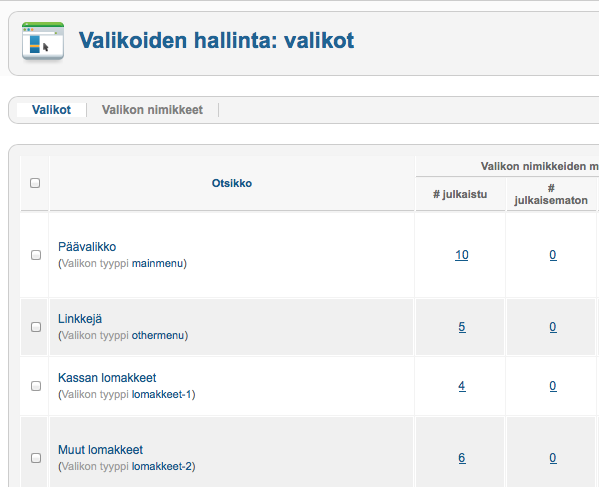 Valikoiden hallinta: valikot
Valikot
Valikon nimikkeet
Otsikko
Valikon nimikkeiden m
# julkaistu
#
julkaisematon
Päävalikko
(Valikon tyyppi mainmenu)
10
0
Linkkejä
(Valikon tyyppi othermenu)
5
0
Kassan lomakkeet
(Valikon tyyppi lomakkeet-1)
4
0
Muut lomakkeet
(Valikon tyyppi lomakkeet-2)
6
0